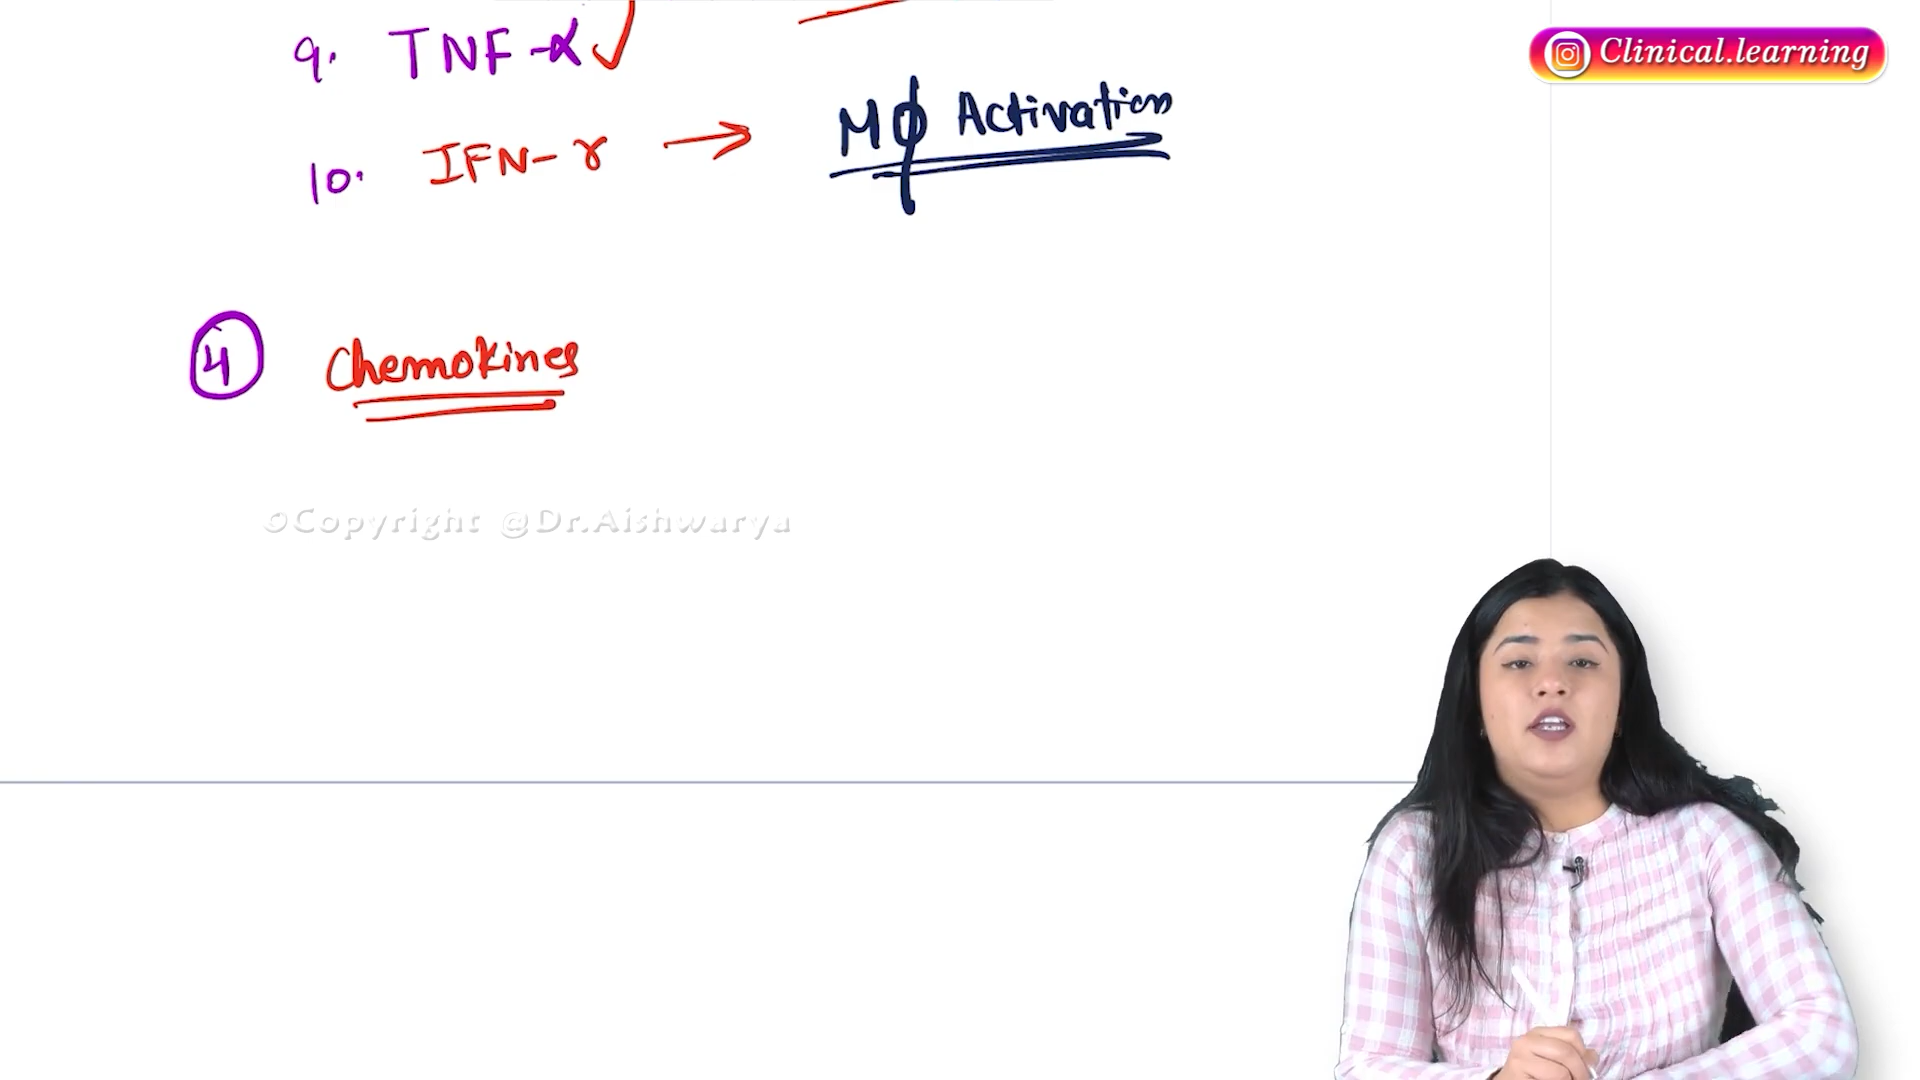 Clinical.learning
9. TNF-α
10. IFN-γ → Mϕ Activation
4 Chemokines
©Copyright @Dr.Aishwarya